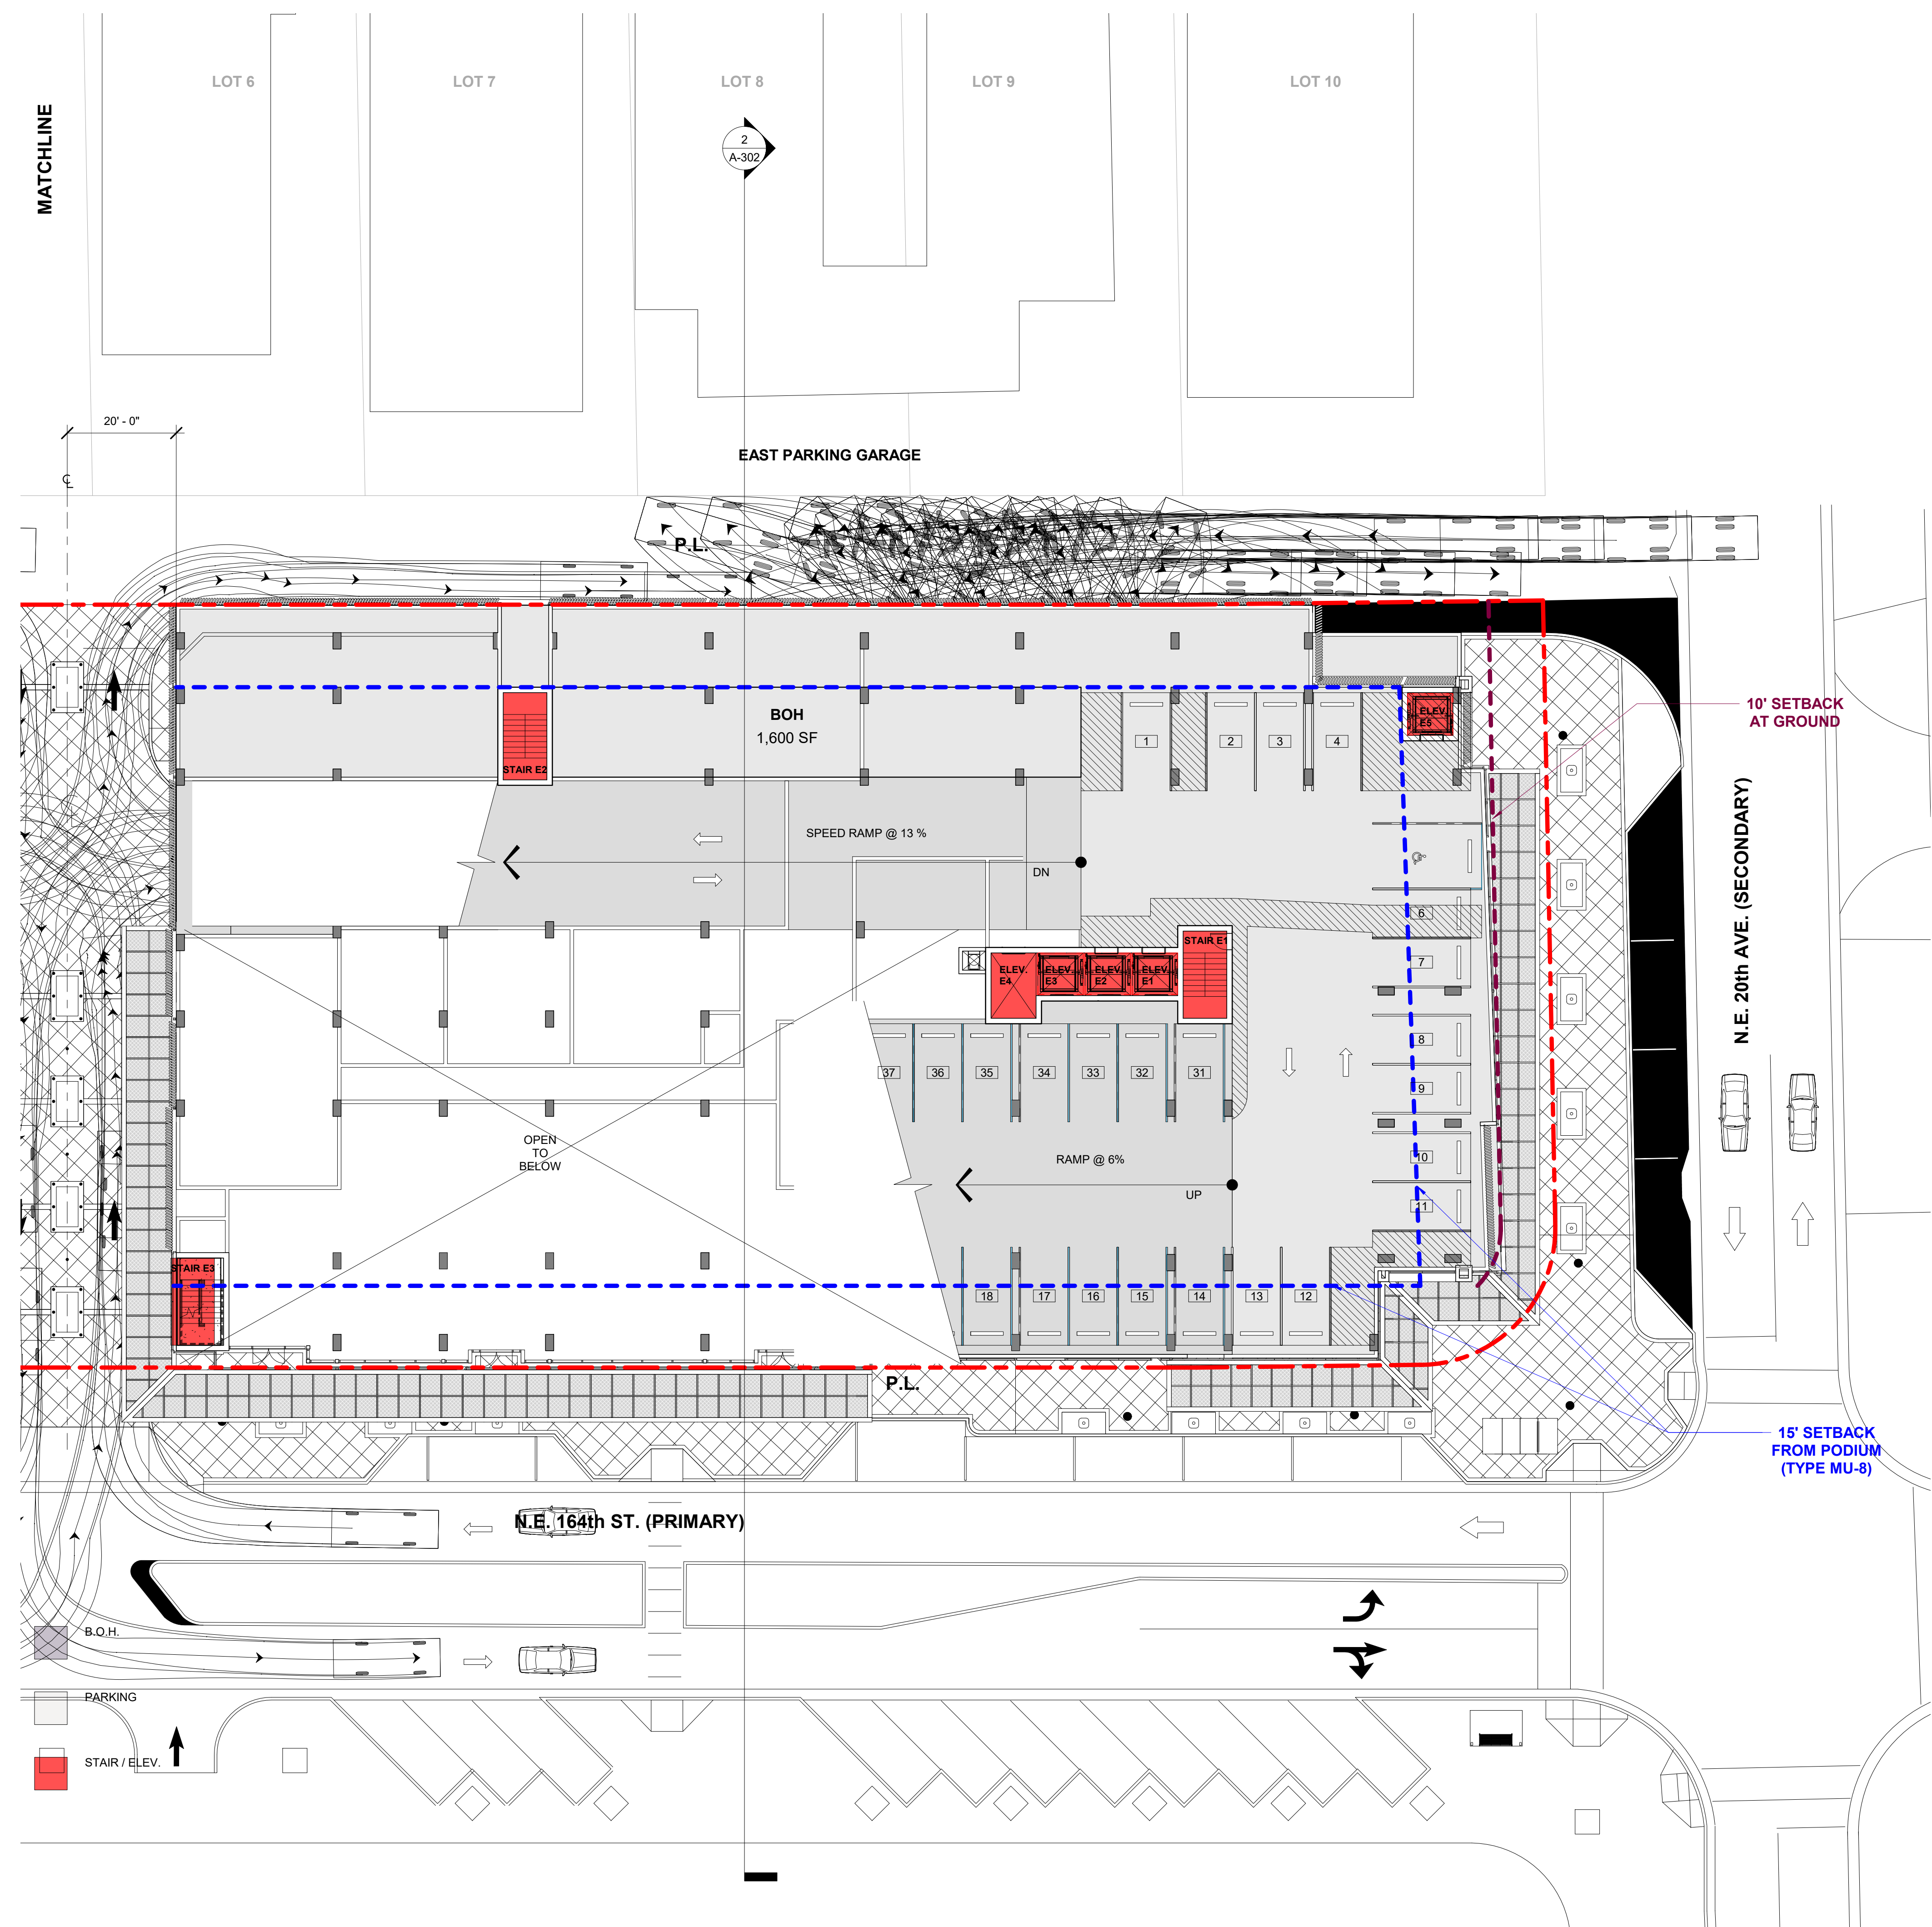 LOT 6
LOT 7
LOT 8
LOT 9
LOT 10
MATCHLINE
2
A-302
20' - 0"
EAST PARKING GARAGE
P.L.
10' SETBACK
AT GROUND
BOH
1,600 SF
ELEV.
E5
1
2
3
4
STAIR E2
N.E. 20th AVE. (SECONDARY)
SPEED RAMP @ 13 %
DN
6
STAIR E1
7
ELEV.
E4
ELEV.
E3
ELEV.
E2
ELEV.
E1
8
37
36
35
34
33
32
31
9
OPEN
TO
BELOW
RAMP @ 6%
10
UP
11
STAIR E3
18
17
16
15
14
13
12
P.L.
15' SETBACK
FROM PODIUM
(TYPE MU-8)
N.E. 164th ST. (PRIMARY)
B.O.H.
PARKING
STAIR / ELEV.